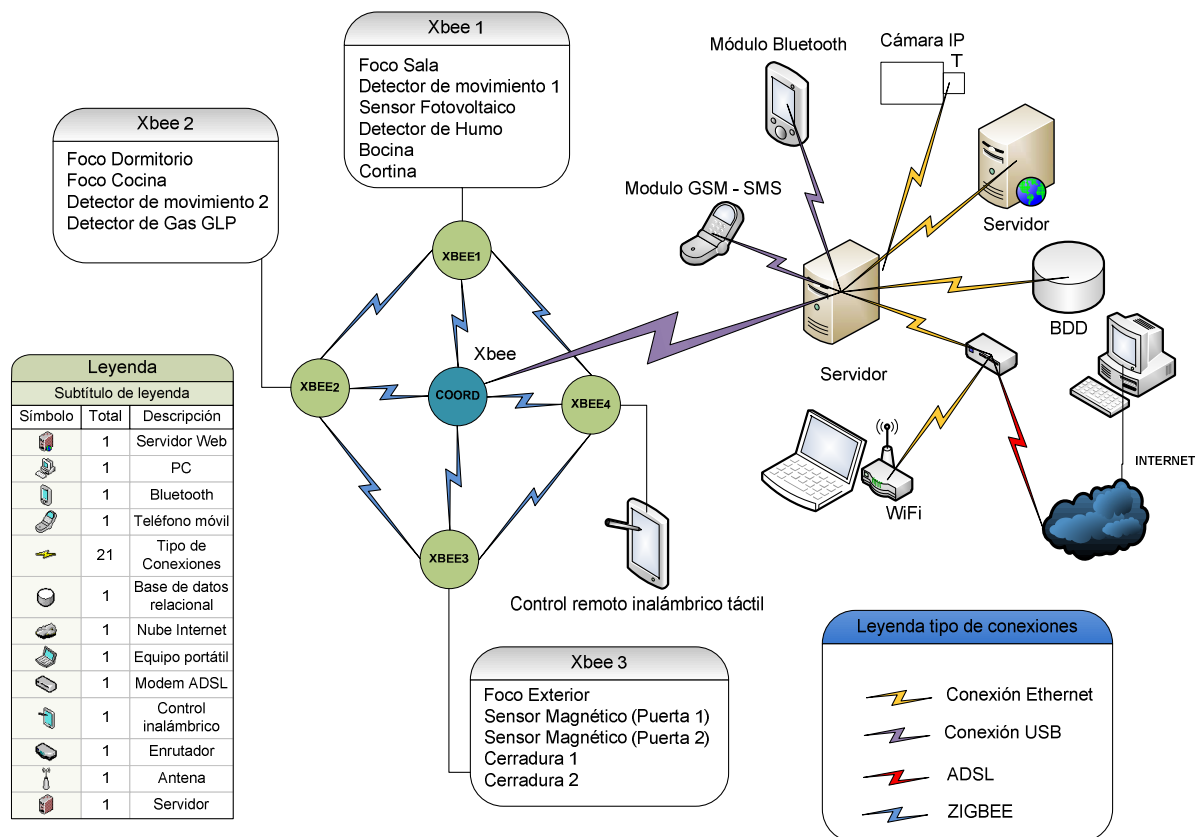 Xbee 1
Foco Sala
Detector de movimiento 1
Sensor Fotovoltaico
Detector de Humo
Bocina
Cortina
Xbee 2
Foco Dormitorio
Foco Cocina
Detector de movimiento 2
Detector de Gas GLP
Módulo Bluetooth
Cámara IP
T
Modulo GSM - SMS
Servidor
BDD
Servidor
INTERNET
WiFi
XBEE1
Xbee
XBEE2
COORD
XBEE4
XBEE3
Control remoto inalámbrico táctil
Xbee 3
Foco Exterior
Sensor Magnético (Puerta 1)
Sensor Magnético (Puerta 2)
Cerradura 1
Cerradura 2
Leyenda
Subtítulo de leyenda
Símbolo Total Descripción
1 Servidor Web
1 PC
1 Bluetooth
1 Teléfono móvil
21 Tipo de
Conexiones
1 Base de datos
relacional
1 Nube Internet
1 Equipo portátil
1 Modem ADSL
1 Control
inalámbrico
1 Enrutador
1 Antena
1 Servidor
Leyenda tipo de conexiones
Conexión Ethernet
Conexión USB
ADSL
ZIGBEE